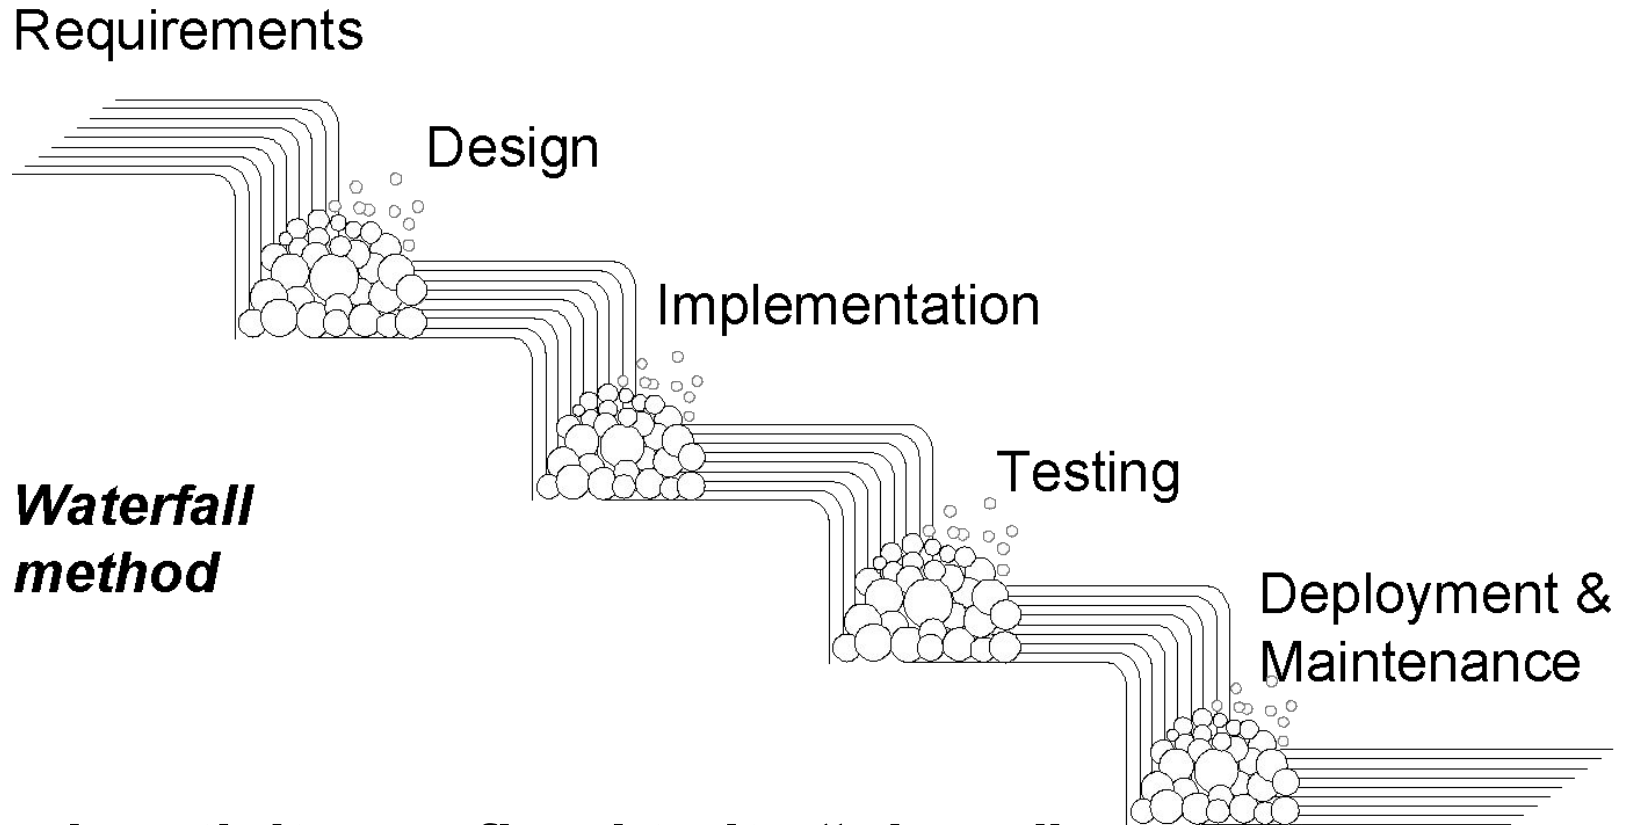 Requirements
Design
Implementation
Testing
Waterfall
method
Deployment &
Maintenance